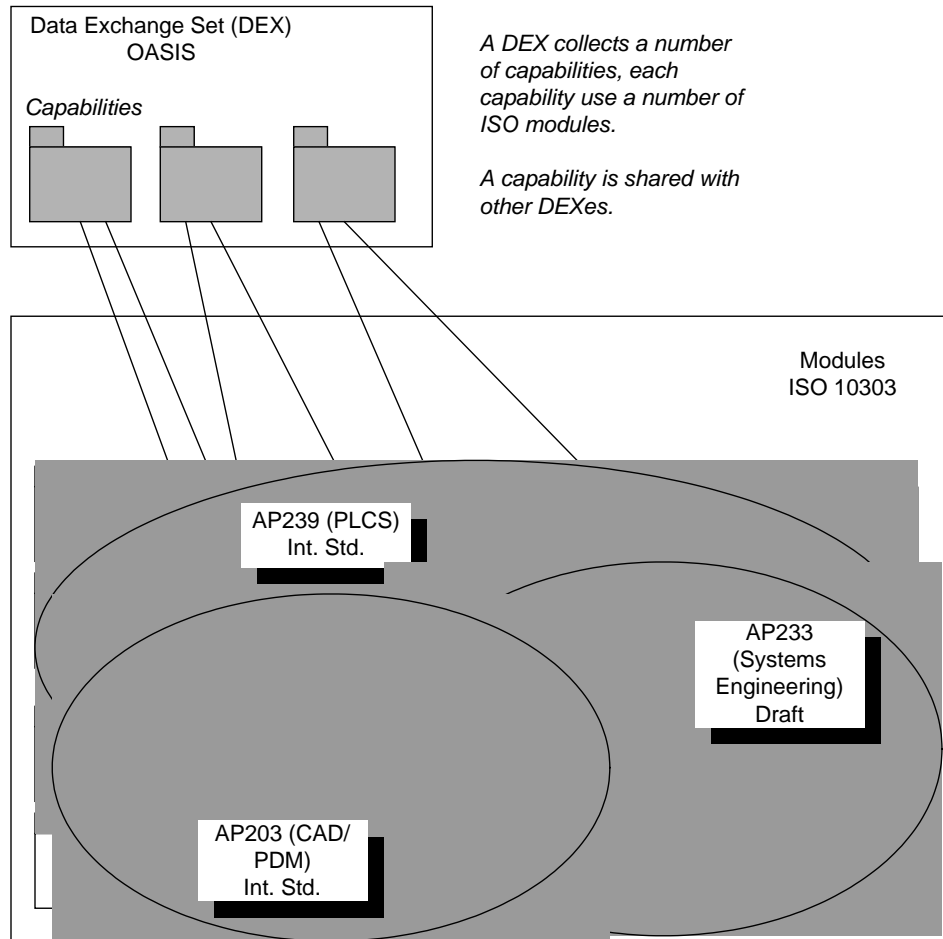 Data Exchange Set (DEX)
OASIS
Capabilities
A DEX collects a number
of capabilities, each
capability use a number of
ISO modules.
A capability is shared with
other DEXes.
Modules
ISO 10303
AP239 (PLCS)
Int. Std.
AP233
(Systems
Engineering)
Draft
AP203 (CAD/
PDM)
Int. Std.